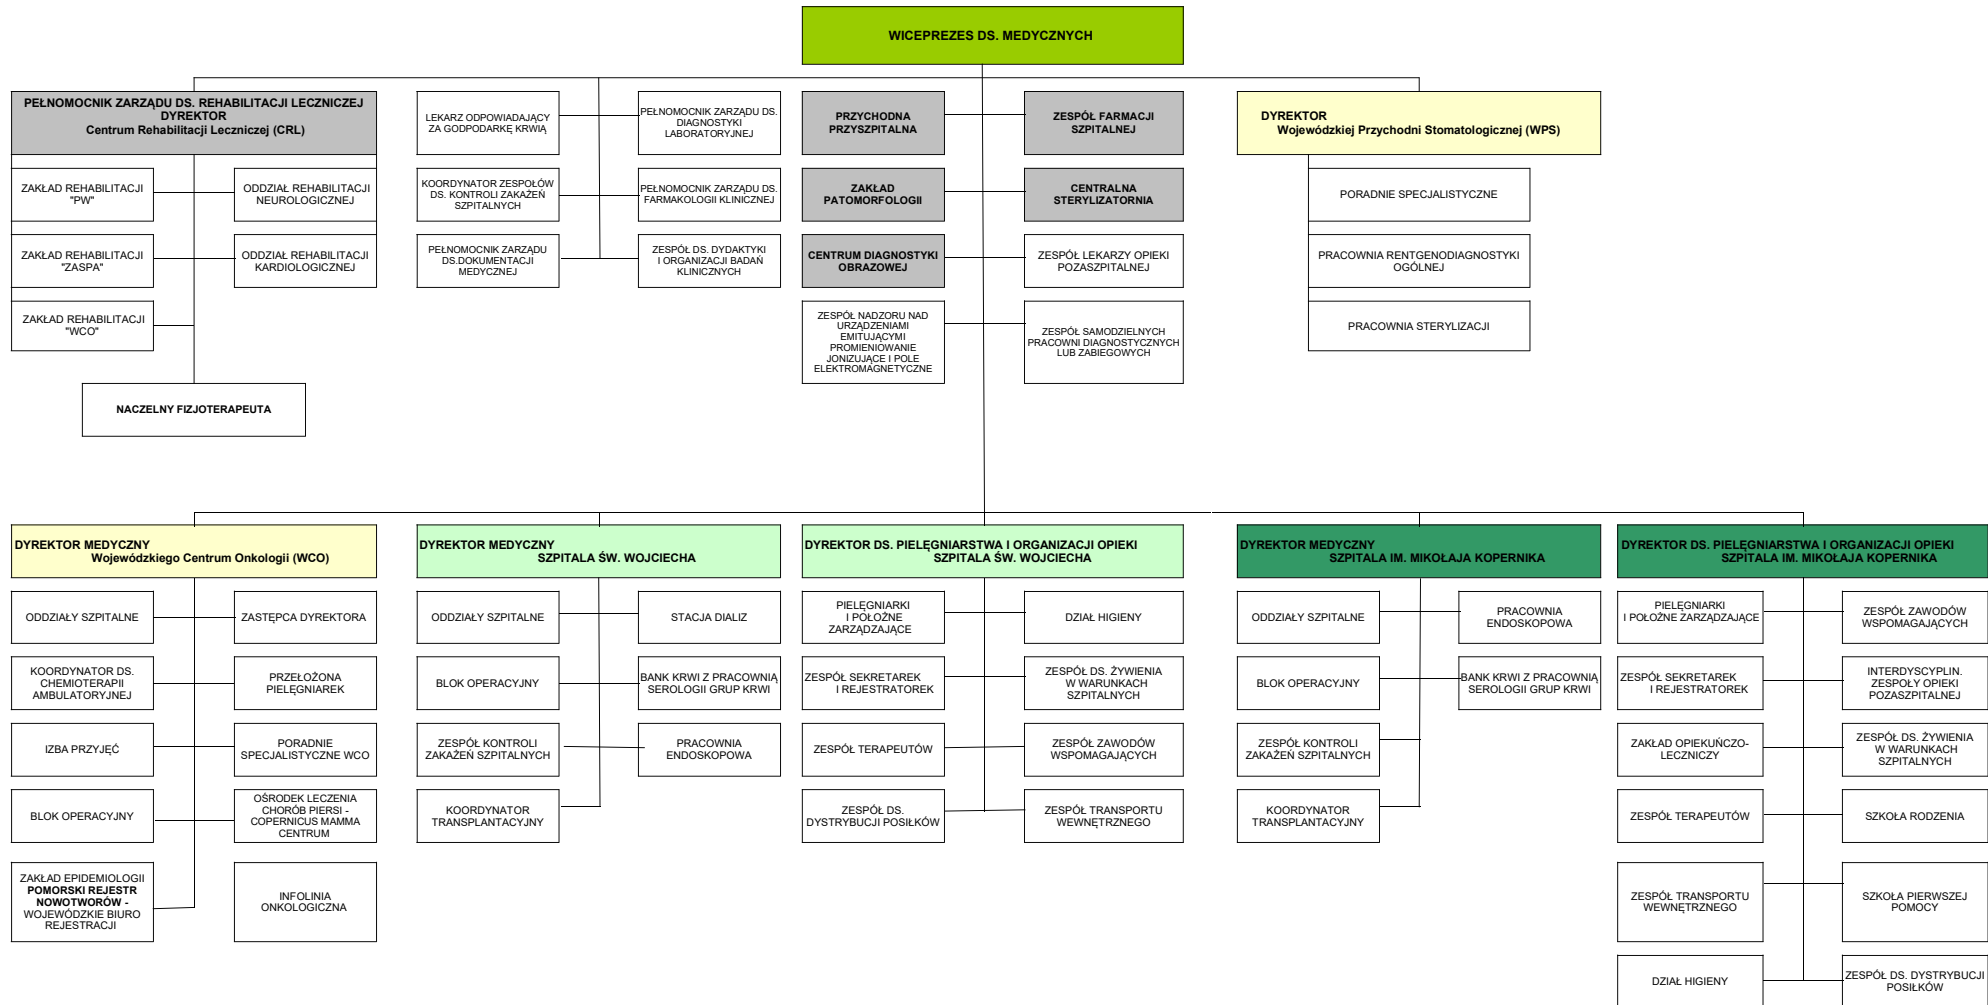 WICEPREZES DS. MEDYCZNYCH
PEŁNOMOCNIK ZARZĄDU DS. REHABILITACJI LECZNICZEJ
DYREKTOR
Centrum Rehabilitacji Leczniczej (CRL)
ZAKŁAD REHABILITACJI
"PW"
ODDZIAŁ REHABILITACJI
NEUROLOGICZNEJ
ZAKŁAD REHABILITACJI
"ZASPA"
ODDZIAŁ REHABILITACJI
KARDIOLOGICZNEJ
ZAKŁAD REHABILITACJI
"WCO"
NACZELNY FIZJOTERAPEUTA
LEKARZ ODPOWIADAJĄCY
ZA GODPODARKĘ KRWIĄ
PEŁNOMOCNIK ZARZĄDU DS.
DIAGNOSTYKI
LABORATORYJNEJ
KOORDYNATOR ZESPOŁÓW
DS. KONTROLI ZAKAŻEŃ
SZPITALNYCH
PEŁNOMOCNIK ZARZĄDU DS.
FARMAKOLOGII KLINICZNEJ
PEŁNOMOCNIK ZARZĄDU
DS.DOKUMENTACJI
MEDYCZNEJ
ZESPÓŁ DS. DYDAKTYKI
I ORGANIZACJI BADAŃ
KLINICZNYCH
PRZYCHODNA
PRZYSZPITALNA
ZESPÓŁ FARMACJI
SZPITALNEJ
ZAKŁAD
PATOMORFOLOGII
CENTRALNA
STERYLIZATORNIA
CENTRUM DIAGNOSTYKI
OBRAZOWEJ
ZESPÓŁ LEKARZY OPIEKI
POZASZPITALNEJ
ZESPÓŁ NADZORU NAD
URZĄDZENIAMI
EMITUJĄCYMI
PROMIENIOWANIE
JONIZUJĄCE I POLE
ELEKTROMAGNETYCZNE
ZESPÓŁ SAMODZIELNYCH
PRACOWNI DIAGNOSTYCZNYCH
LUB ZABIEGOWYCH
DYREKTOR
Wojewódzkiej Przychodni Stomatologicznej (WPS)
PORADNIE SPECJALISTYCZNE
PRACOWNIA RENTGENODIAGNOSTYKI
OGÓLNEJ
PRACOWNIA STERYLIZACJI
DYREKTOR MEDYCZNY
Wojewódzkiego Centrum Onkologii (WCO)
ODDZIAŁY SZPITALNE
ZASTĘPCA DYREKTORA
KOORDYNATOR DS.
CHEMIOTERAPII
AMBULATORYJNEJ
PRZEŁOŻONA
PIELĘGNIAREK
IZBA PRZYJĘĆ
PORADNIE
SPECJALISTYCZNE WCO
BLOK OPERACYJNY
OŚRODEK LECZENIA
CHORÓB PIERSI -
COPERNICUS MAMMA
CENTRUM
ZAKŁAD EPIDEMIOLOGII
POMORSKI REJESTR
NOWOTWORÓW -
WOJEWÓDZKIE BIURO
REJESTRACJI
INFOLINIA
ONKOLOGICZNA
DYREKTOR MEDYCZNY
SZPITALA ŚW. WOJCIECHA
ODDZIAŁY SZPITALNE
STACJA DIALIZ
BLOK OPERACYJNY
BANK KRWI Z PRACOWNIĄ
SEROLOGII GRUP KRWI
ZESPÓŁ KONTROLI
ZAKAŻEŃ SZPITALNYCH
PRACOWNIA
ENDOSKOPOWA
KOORDYNATOR
TRANSPLANTACYJNY
DYREKTOR DS. PIELĘGNIARSTWA I ORGANIZACJI OPIEKI
SZPITALA ŚW. WOJCIECHA
PIELĘGNIARKI
I POŁOŻNE
ZARZĄDZAJĄCE
DZIAŁ HIGIENY
ZESPÓŁ SEKRETAREK
I REJESTRATOREK
ZESPÓŁ DS. ŻYWIENIA
W WARUNKACH
SZPITALNYCH
ZESPÓŁ TERAPEUTÓW
ZESPÓŁ ZAWODÓW
WSPOMAGAJĄCYCH
ZESPÓŁ DS.
DYSTRYBUCJI POSIŁKÓW
ZESPÓŁ TRANSPORTU
WEWNĘTRZNEGO
DYREKTOR MEDYCZNY
SZPITALA IM. MIKOŁAJA KOPERNIKA
ODDZIAŁY SZPITALNE
PRACOWNIA
ENDOSKOPOWA
BLOK OPERACYJNY
BANK KRWI Z PRACOWNIĄ
SEROLOGII GRUP KRWI
ZESPÓŁ KONTROLI
ZAKAŻEŃ SZPITALNYCH
KOORDYNATOR
TRANSPLANTACYJNY
DYREKTOR DS. PIELĘGNIARSTWA I ORGANIZACJI OPIEKI
SZPITALA IM. MIKOŁAJA KOPERNIKA
PIELĘGNIARKI
I POŁOŻNE ZARZĄDZAJĄCE
ZESPÓŁ ZAWODÓW
WSPOMAGAJĄCYCH
ZESPÓŁ SEKRETAREK
I REJESTRATOREK
INTERDYSCYPLIN.
ZESPOŁY OPIEKI
POZASZPITALNEJ
ZAKŁAD OPIEKUŃCZO-
LECZNICZY
ZESPÓŁ DS. ŻYWIENIA
W WARUNKACH
SZPITALNYCH
ZESPÓŁ TERAPEUTÓW
SZKOŁA RODZENIA
ZESPÓŁ TRANSPORTU
WEWNĘTRZNEGO
SZKOŁA PIERWSZEJ
POMOCY
DZIAŁ HIGIENY
ZESPÓŁ DS. DYSTRYBUCJI
POSIŁKÓW